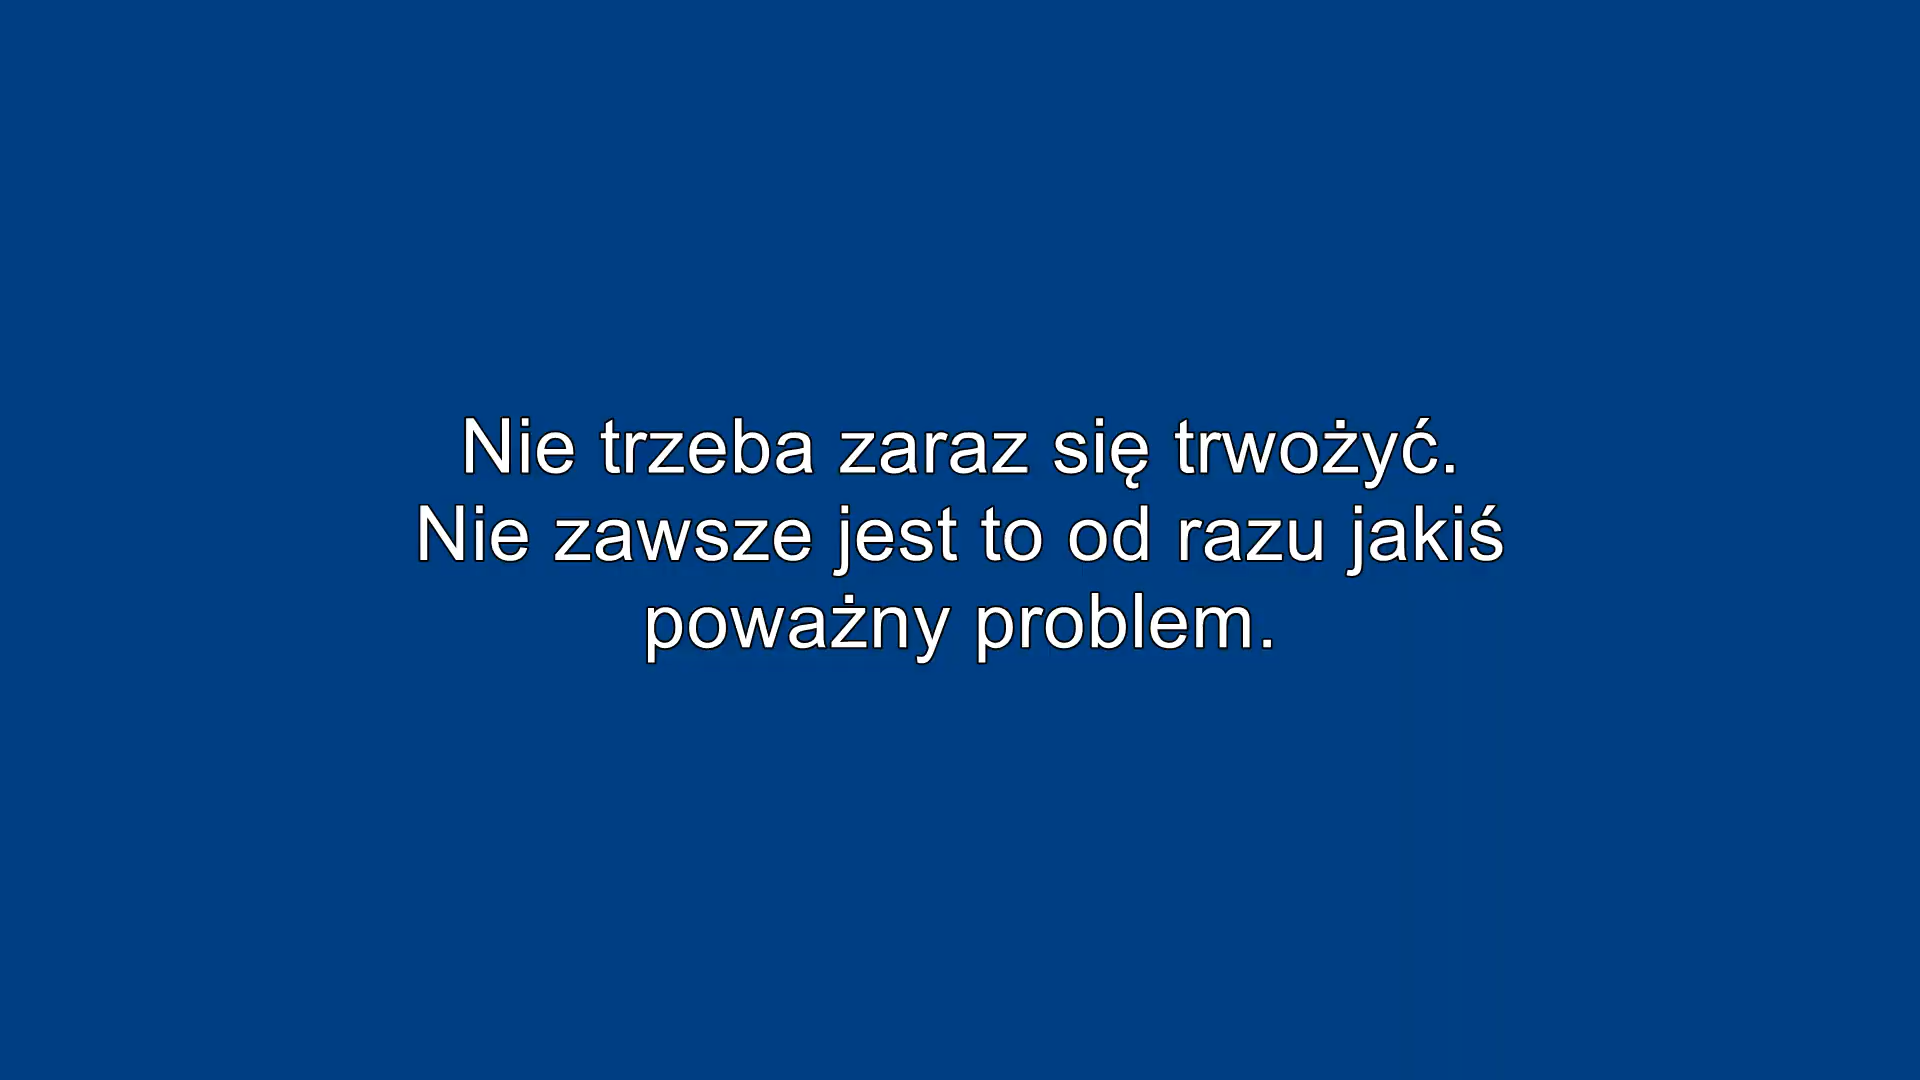 Nie trzeba zaraz się trwożyć.
Nie zawsze jest to od razu jakiś
poważny problem.